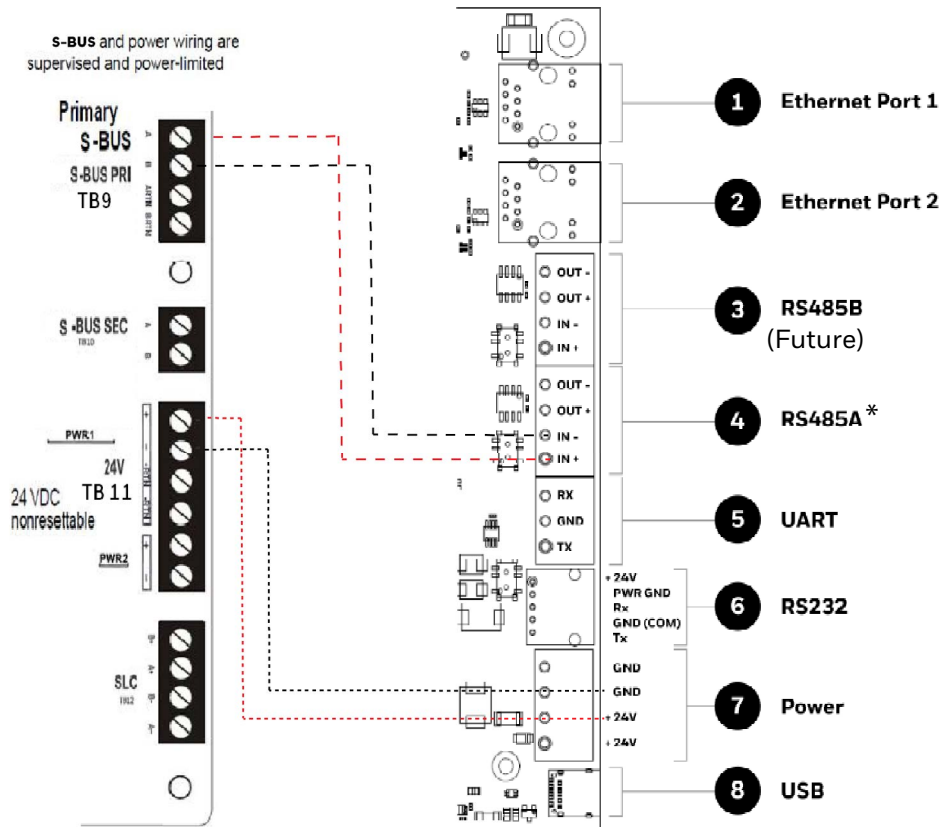 S-BUS and power wiring are
supervised and power-limited
Primary
S-BUS
A
S-BUS PRI
B
TB9
S-BUS SEC
TB10
A
B
PWR1
+
−
24V
TB 11
24 VDC
nonresettable
PWR2
+
−
SLC
TB12
B-
A+
B-
A-
1 Ethernet Port 1
2 Ethernet Port 2
OUT -
OUT +
IN -
IN +
3 RS485B
(Future)
OUT -
OUT +
IN -
IN +
4 RS485A*
RX
GND
TX
5 UART
+ 24V
PWR GND
Rx
GND (COM)
Tx
6 RS232
GND
GND
+ 24V
+ 24V
7 Power
8 USB